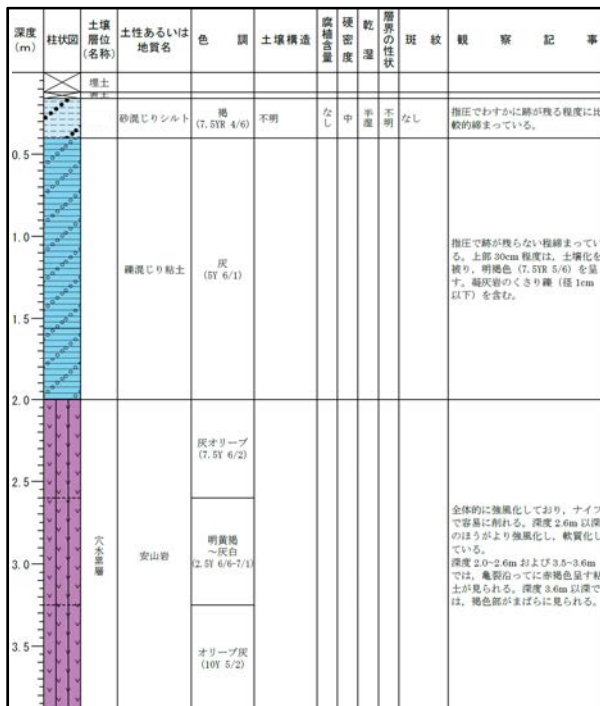 深度
(m)
柱状図
土壌
層位
(名称)
土性あるいは
地質名
色調
土壌構造
腐植含量
硬密度
乾湿
層界の性状
斑紋
観察記事
埋土
表土
砂混じりシルト
褐
(7.5YR 4/6)
不明
なし
中
半湿
不明
なし
指圧でわずかに跡が残る程度に比
較的締まっている。
0.5
1.0
礫混じり粘土
灰
(5Y 6/1)
指圧で跡が残らない程締まってい
る。上部 30cm 程度は,土壌化を
被り,明褐色 (7.5YR 5/6) を呈
す。凝灰岩のくさり礫(径 1cm
以下)を含む。
1.5
2.0
灰オリーブ
(7.5Y 6/2)
2.5
穴水累層
安山岩
明黄褐
~灰白
(2.5Y 6/6-7/1)
全体的に強風化しており,ナイフ
で容易に削れる。深度 2.6m 以深
のほうがより強風化し,軟質化し
ている。
深度 2.0~2.6m および 3.5~3.6m
では,亀裂沿ってに赤褐色呈す粘
土が見られる。深度 3.6m 以深で
は,褐色部がまばらに見られる。
3.0
3.5
オリーブ灰
(10Y 5/2)